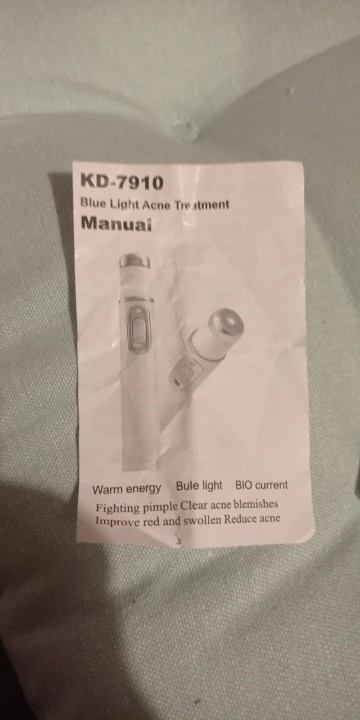 KD-7910
Blue Light Acne Treatment
Manual
Warm energy Bule light BIO current
Fighting pimple Clear acne blemishes
Improve red and swollen Reduce acne